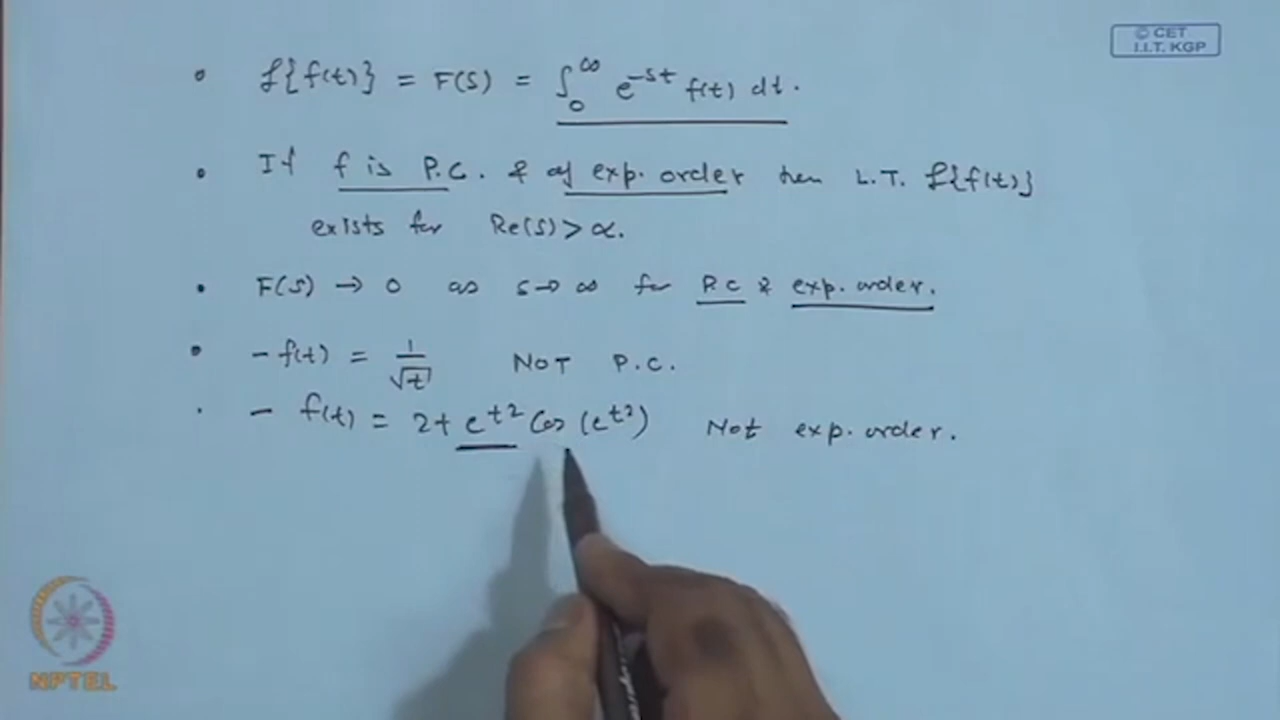 © CET
I.I.T. KGP
• £{f(t)} = F(s) = ∫₀^∞ e^{-st} f(t) dt.
• If f is P.C. & of exp. order then L.T. £{f(t)}
exists for Re(s) > α.
• F(s) → 0 as s → ∞ for P.C & exp. order.
• - f(t) = 1/√t NOT P.C.
• - f(t) = 2t e^{t²} Cos (e^{t²}) Not exp. order.
NPTEL